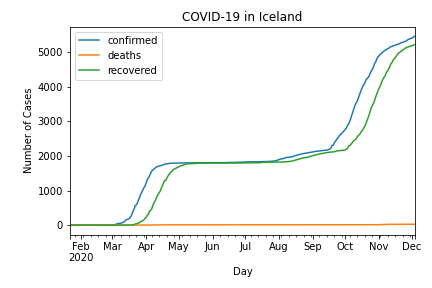 COVID-19 in Iceland
confirmed
deaths
recovered
Number of Cases
5000
4000
3000
2000
1000
0
Feb Mar Apr May Jun Jul Aug Sep Oct Nov Dec
2020
Day